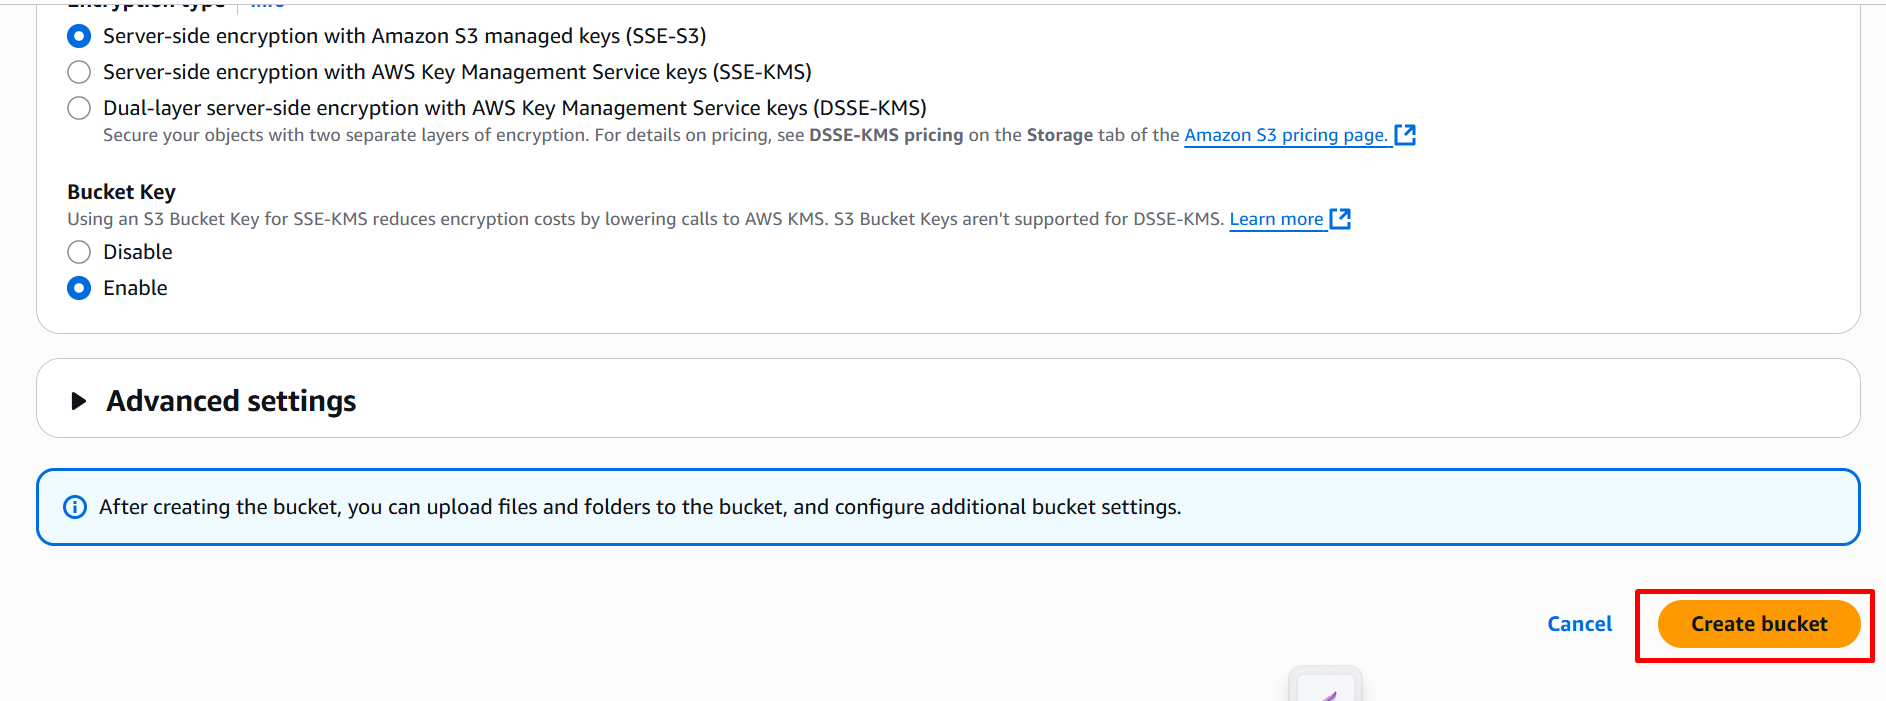 Encryption type Info
Server-side encryption with Amazon S3 managed keys (SSE-S3)
Server-side encryption with AWS Key Management Service keys (SSE-KMS)
Dual-layer server-side encryption with AWS Key Management Service keys (DSSE-KMS)
Secure your objects with two separate layers of encryption. For details on pricing, see DSSE-KMS pricing on the Storage tab of the Amazon S3 pricing page.
Bucket Key
Using an S3 Bucket Key for SSE-KMS reduces encryption costs by lowering calls to AWS KMS. S3 Bucket Keys aren't supported for DSSE-KMS. Learn more
Disable
Enable
Advanced settings
After creating the bucket, you can upload files and folders to the bucket, and configure additional bucket settings.
Cancel
Create bucket